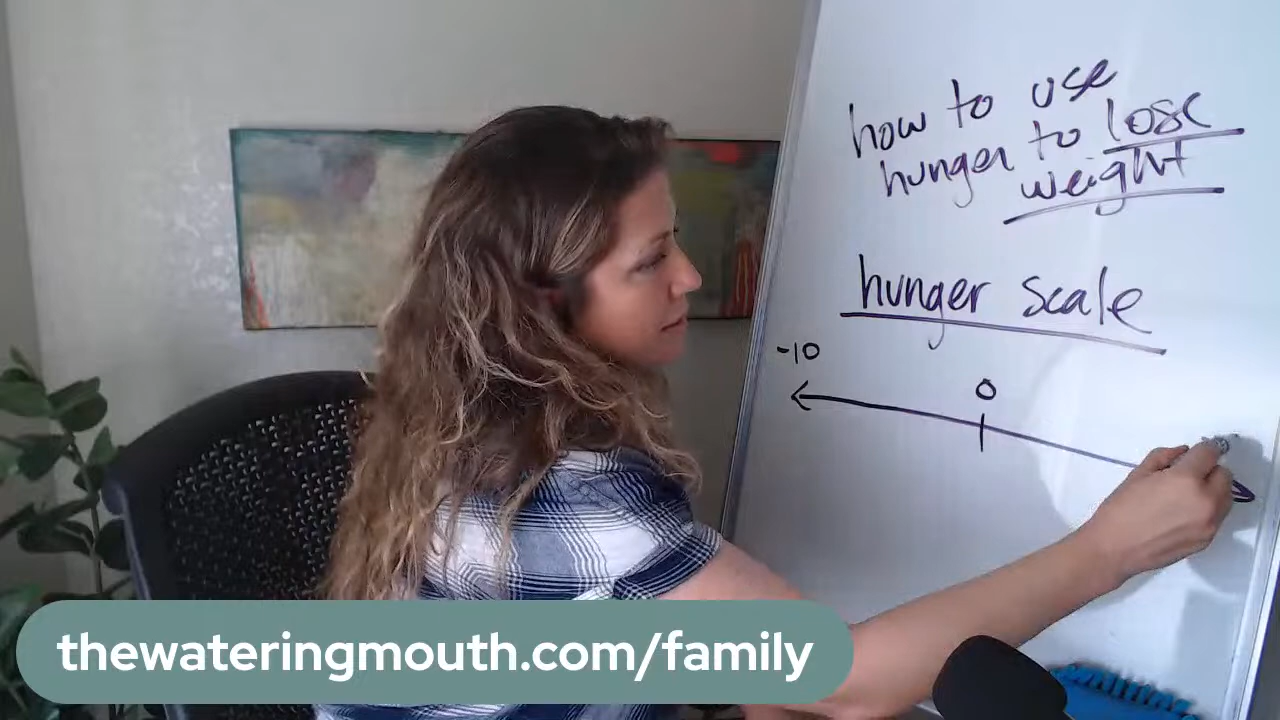 how to use
hunger to lose
weight
hunger scale
-10
0
thewateringmouth.com/family